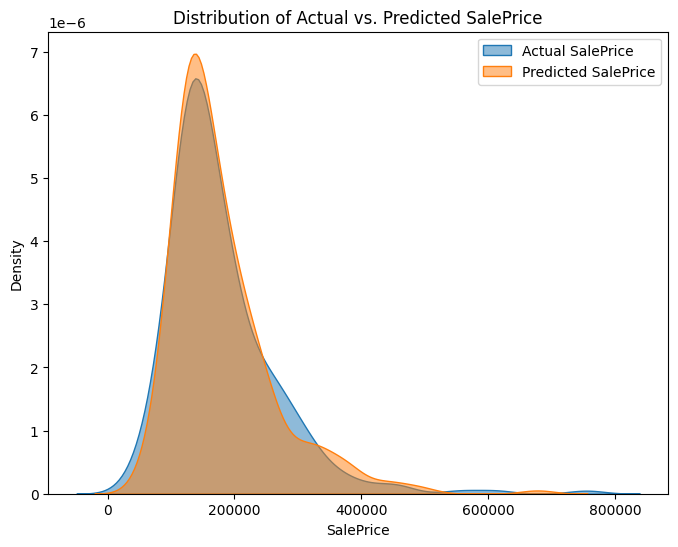 Distribution of Actual vs. Predicted SalePrice
1e−6
Actual SalePrice
Predicted SalePrice
7
6
5
4
3
2
1
0
Density
0 200000 400000 600000 800000
SalePrice